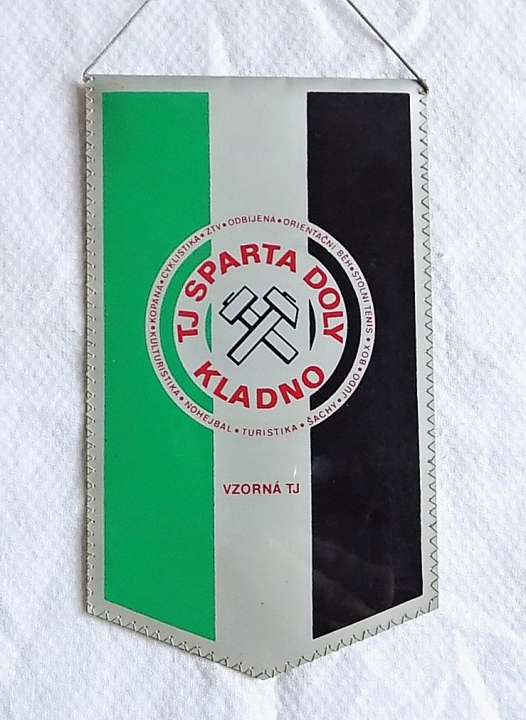 KOPANÁ • CYKLISTIKA • ZTV • ODBIJENÁ • ORIENTAČNÍ BĚH • STOLNÍ TENIS • BOX • JUDO • ŠACHY • TURISTIKA • NOHEJBAL • KULTURISTIKA •
TJ SPARTA DOLY
KLADNO
VZORNÁ TJ